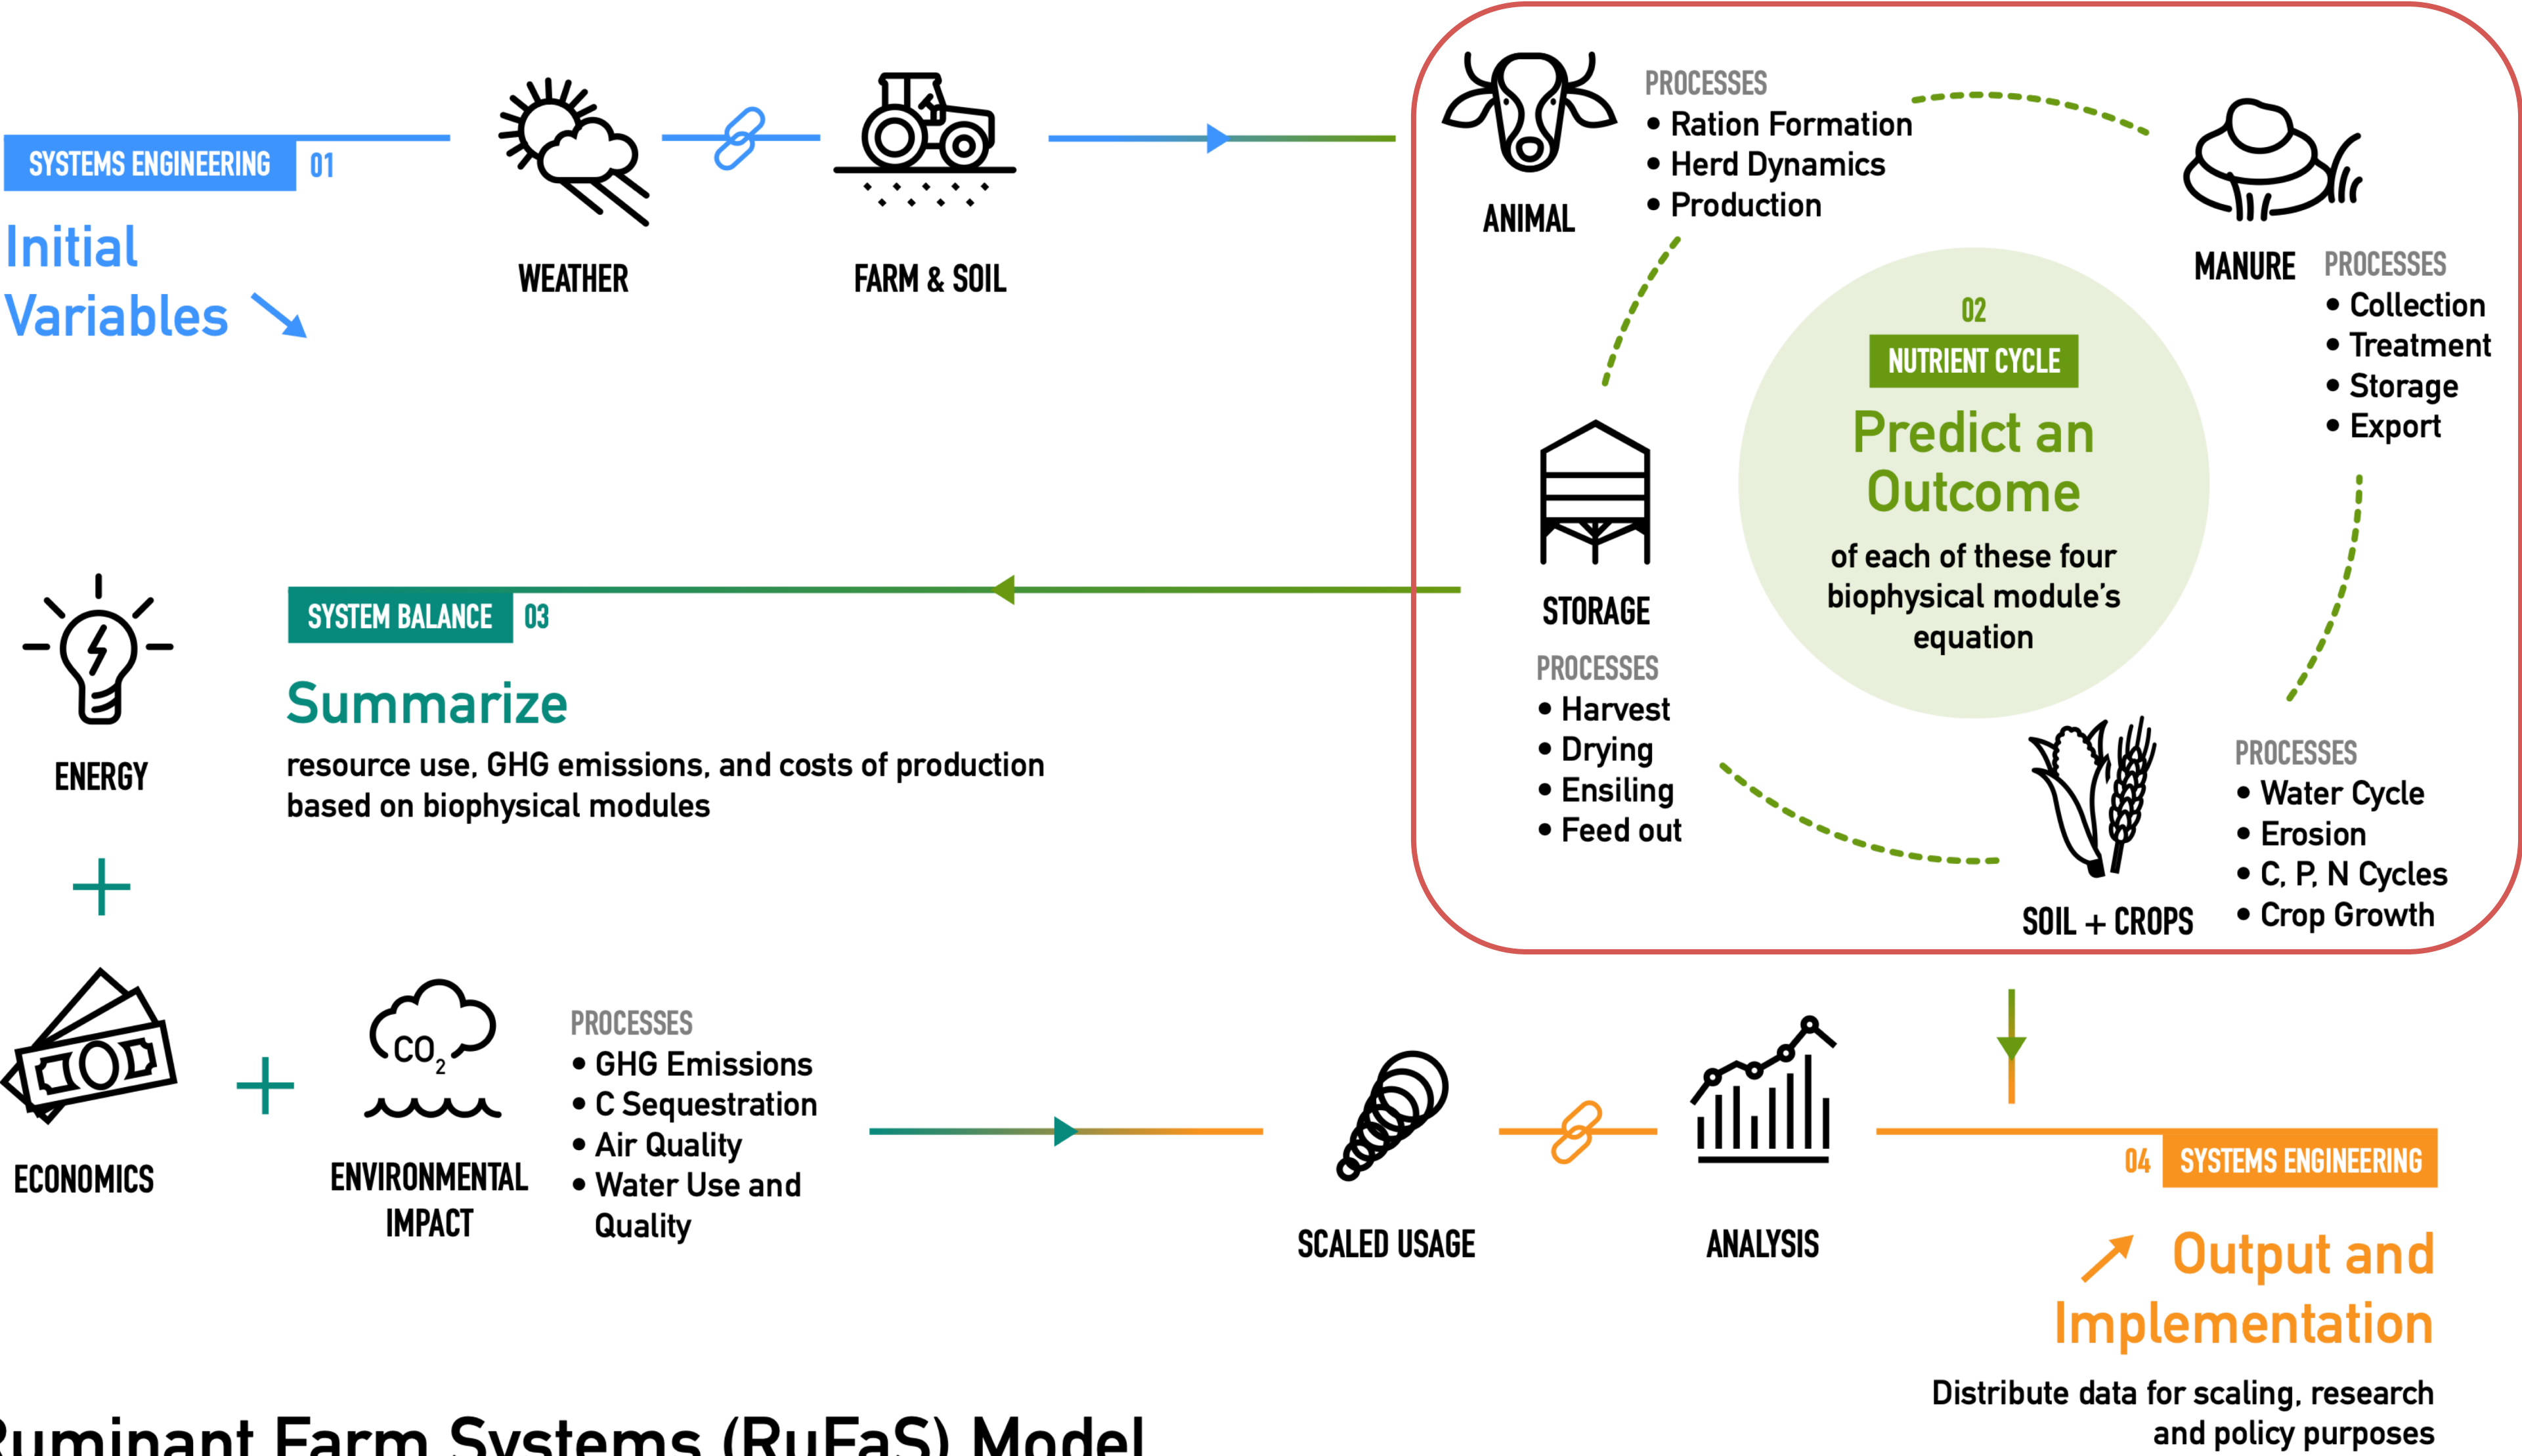 SYSTEMS ENGINEERING 01
Initial
Variables
WEATHER
FARM & SOIL
ANIMAL
PROCESSES
• Ration Formation
• Herd Dynamics
• Production
MANURE
PROCESSES
• Collection
• Treatment
• Storage
• Export
02
NUTRIENT CYCLE
Predict an
Outcome
of each of these four
biophysical module's
equation
STORAGE
PROCESSES
• Harvest
• Drying
• Ensiling
• Feed out
SOIL + CROPS
PROCESSES
• Water Cycle
• Erosion
• C, P, N Cycles
• Crop Growth
SYSTEM BALANCE 03
Summarize
resource use, GHG emissions, and costs of production
based on biophysical modules
ENERGY
+
ECONOMICS
+
CO2
ENVIRONMENTAL
IMPACT
PROCESSES
• GHG Emissions
• C Sequestration
• Air Quality
• Water Use and
Quality
SCALED USAGE
ANALYSIS
04 SYSTEMS ENGINEERING
Output and
Implementation
Distribute data for scaling, research
and policy purposes
Ruminant Farm Systems (RuFaS) Model